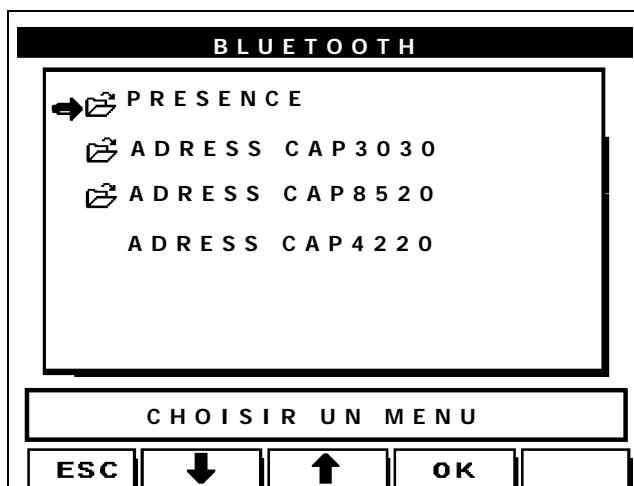 BLUETOOTH
PRESENCE
ADRESS CAP3030
ADRESS CAP8520
ADRESS CAP4220
CHOISIR UN MENU
ESC OK